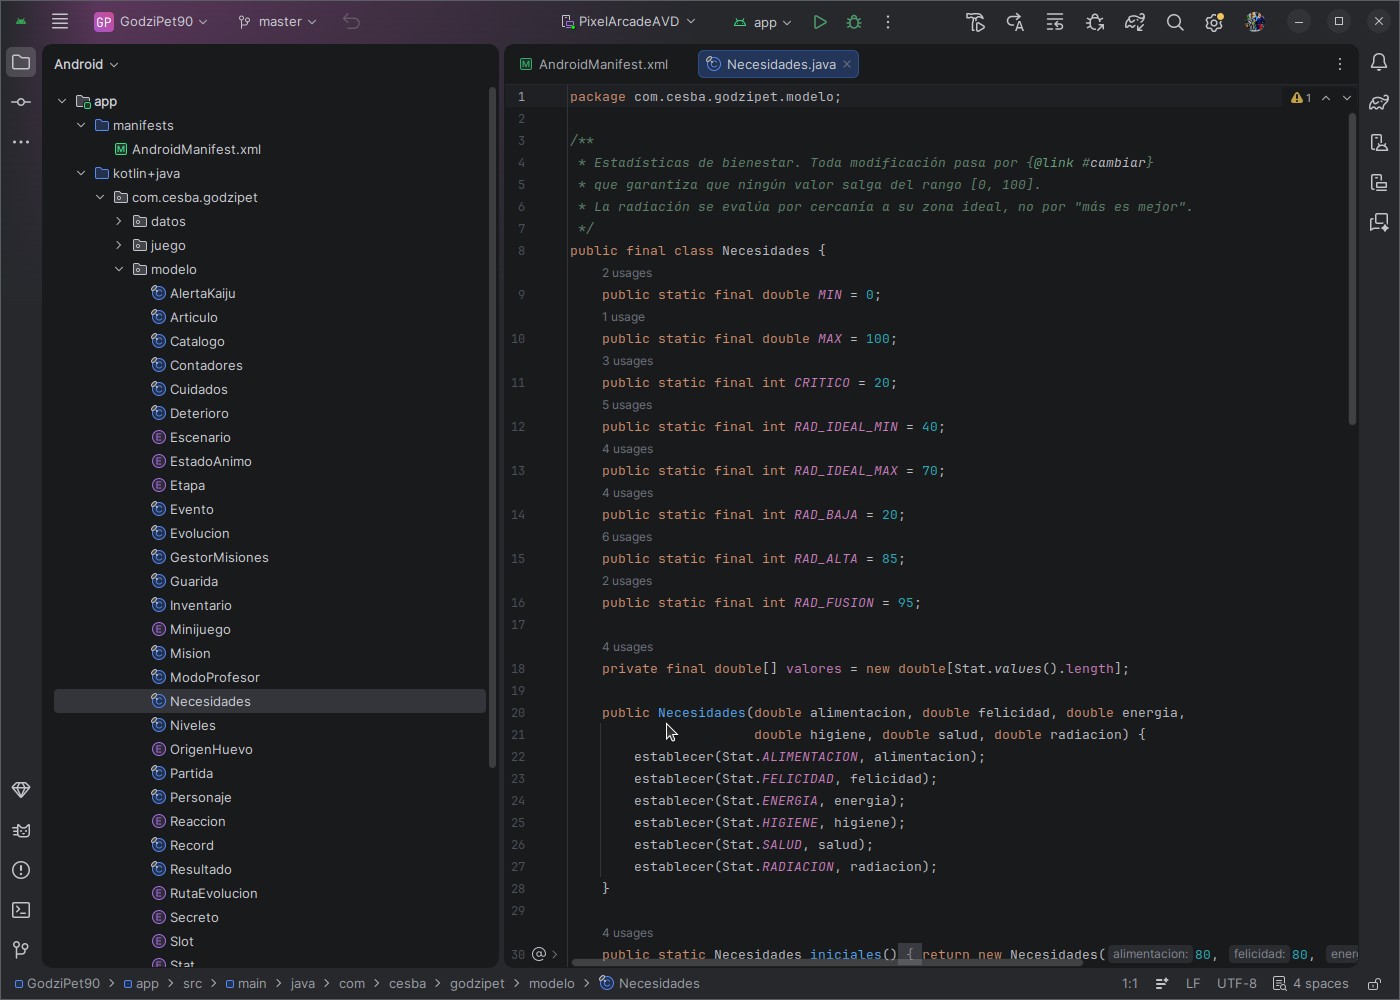 GP GodziPet90 master PixelArcadeAVD app
Android
app
manifests
AndroidManifest.xml
kotlin+java
com.cesba.godzipet
datos
juego
modelo
AlertaKaiju
Articulo
Catalogo
Contadores
Cuidados
Deterioro
Escenario
EstadoAnimo
Etapa
Evento
Evolucion
GestorMisiones
Guarida
Inventario
Minijuego
Mision
ModoProfesor
Necesidades
Niveles
OrigenHuevo
Partida
Personaje
Reaccion
Record
Resultado
RutaEvolucion
Secreto
Slot
Stat
AndroidManifest.xml Necesidades.java
1 package com.cesba.godzipet.modelo; 1
2
3 /**
4 * Estadísticas de bienestar. Toda modificación pasa por {@link #cambiar}
5 * que garantiza que ningún valor salga del rango [0, 100].
6 * La radiación se evalúa por cercanía a su zona ideal, no por "más es mejor".
7 */
8 public final class Necesidades {
2 usages
9 public static final double MIN = 0;
1 usage
10 public static final double MAX = 100;
3 usages
11 public static final int CRITICO = 20;
5 usages
12 public static final int RAD_IDEAL_MIN = 40;
4 usages
13 public static final int RAD_IDEAL_MAX = 70;
4 usages
14 public static final int RAD_BAJA = 20;
6 usages
15 public static final int RAD_ALTA = 85;
2 usages
16 public static final int RAD_FUSION = 95;
17
4 usages
18 private final double[] valores = new double[Stat.values().length];
19
20 public Necesidades(double alimentacion, double felicidad, double energia,
21 double higiene, double salud, double radiacion) {
22 establecer(Stat.ALIMENTACION, alimentacion);
23 establecer(Stat.FELICIDAD, felicidad);
24 establecer(Stat.ENERGIA, energia);
25 establecer(Stat.HIGIENE, higiene);
26 establecer(Stat.SALUD, salud);
27 establecer(Stat.RADIACION, radiacion);
28 }
29
4 usages
30 public static Necesidades iniciales() { return new Necesidades( alimentacion: 80, felicidad: 80, ener
GodziPet90 > app > src > main > java > com > cesba > godzipet > modelo > Necesidades 1:1 LF UTF-8 4 spaces